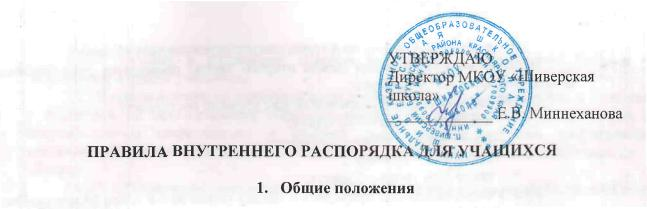 УТВЕРЖДАЮ
Директор МКОУ «Шиверская
школа»
Е.В. Миннеханова
ПРАВИЛА ВНУТРЕННЕГО РАСПОРЯДКА ДЛЯ УЧАЩИХСЯ
1. Общие положения